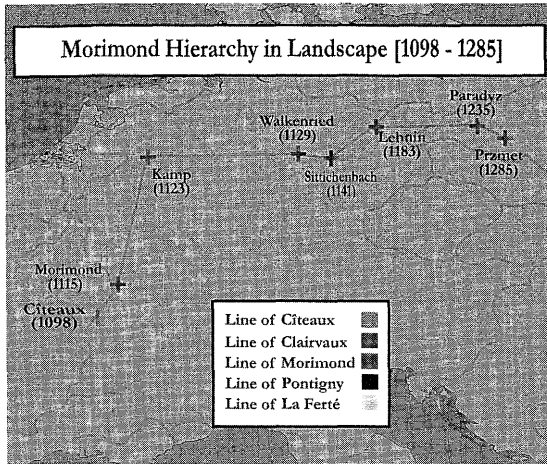 Morimond Hierarchy in Landscape [1098 - 1285]
Paradyz
(1235)
Walkenried
(1129)
Lehnin
(1183)
Przmet
(1285)
Kamp
(1123)
Sittichenbach
(1141)
Morimond
(1115)
Cîteaux
(1098)
Line of Cîteaux
Line of Clairvaux
Line of Morimond
Line of Pontigny
Line of La Ferté